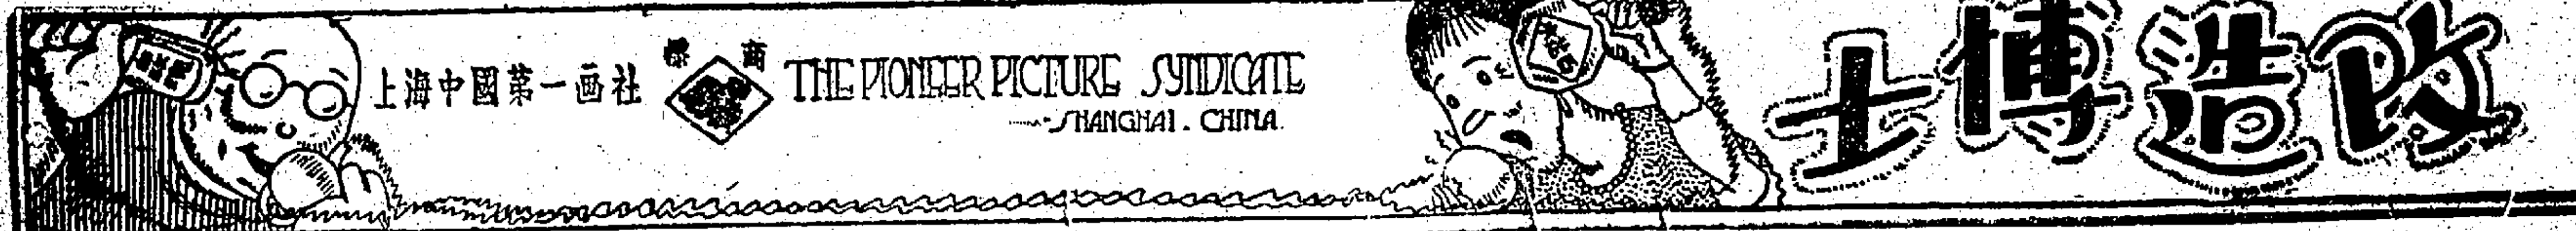 改造博士
上海中國第一画社
商標
THE PIONEER PICTURE SYNDICATE
SHANGHAI. CHINA.